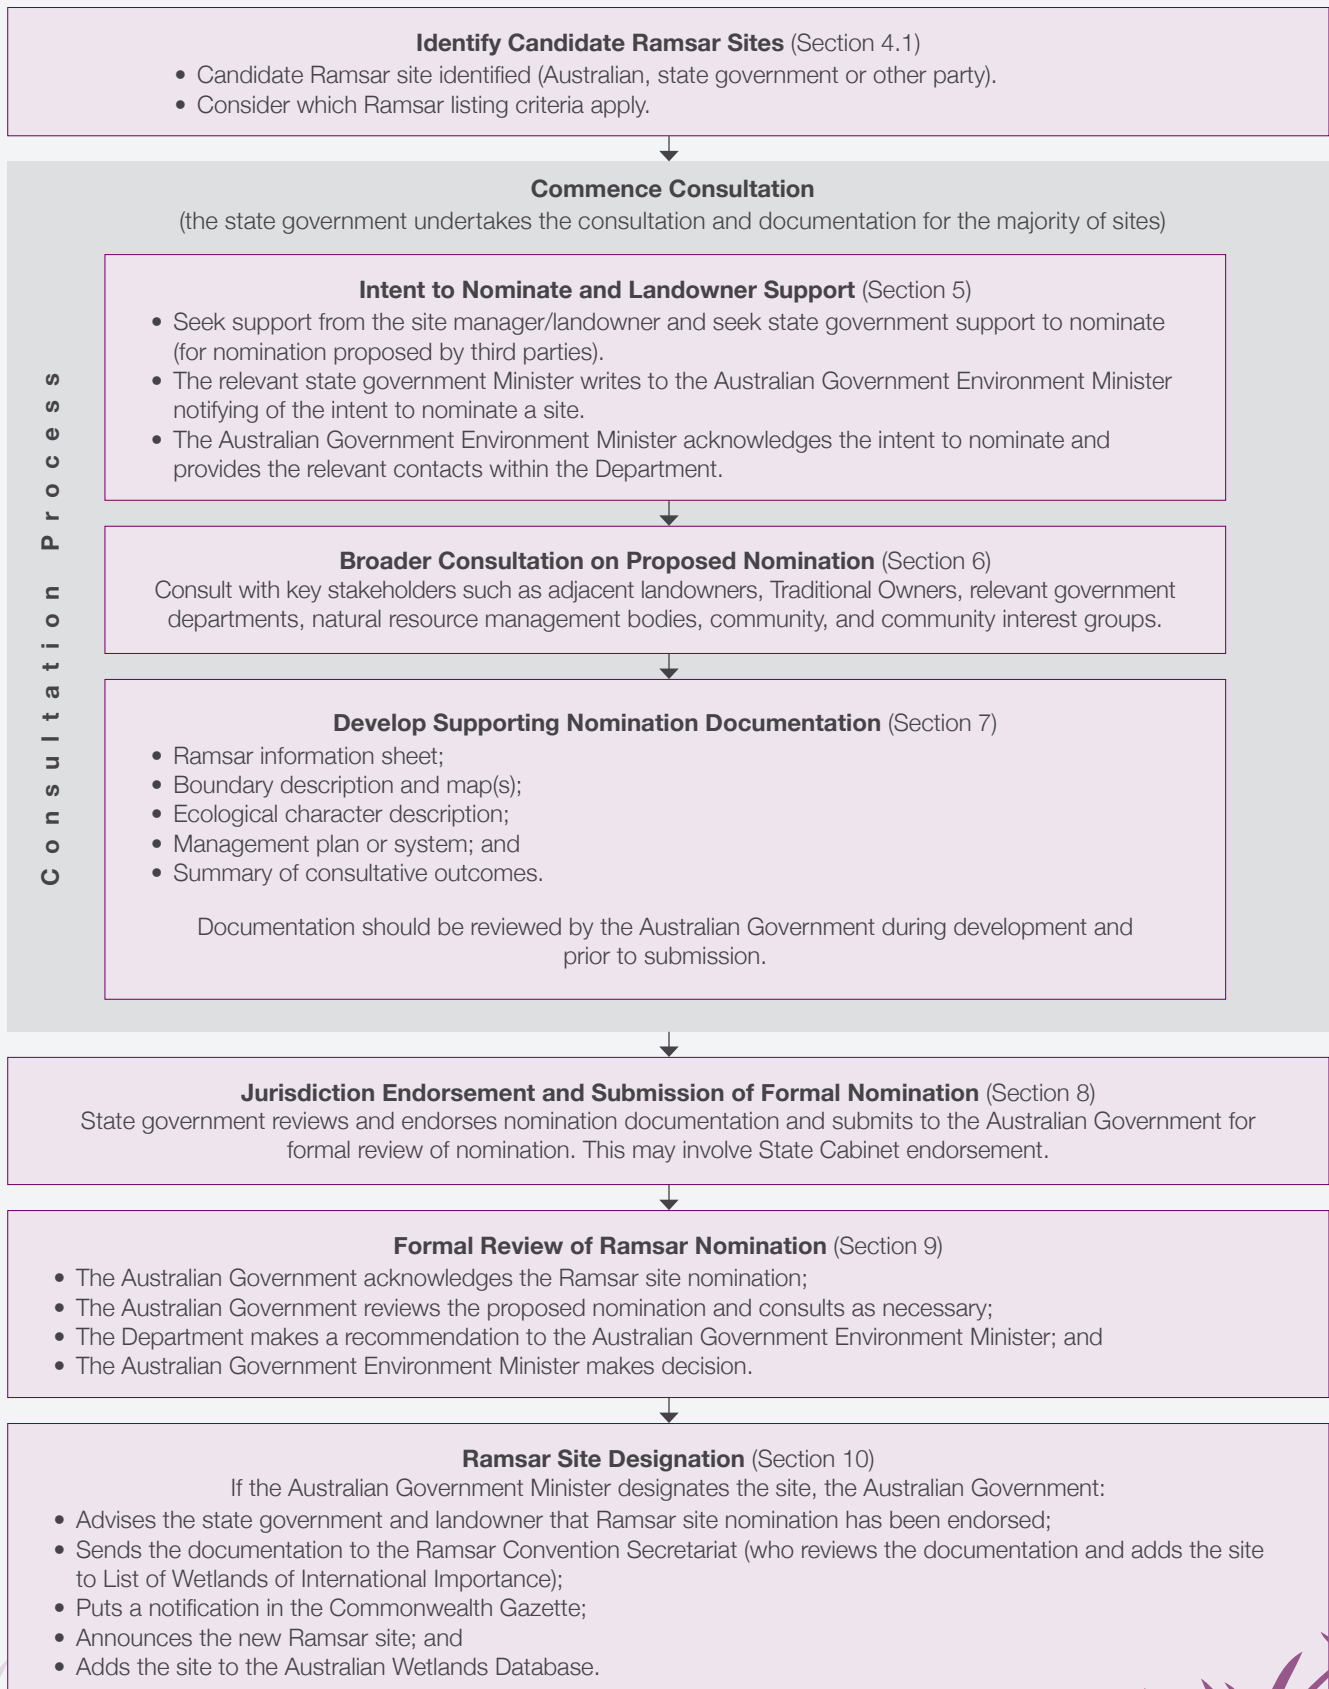 Identify Candidate Ramsar Sites (Section 4.1)
• Candidate Ramsar site identified (Australian, state government or other party).
• Consider which Ramsar listing criteria apply.
Commence Consultation
(the state government undertakes the consultation and documentation for the majority of sites)
Consultation Process
Intent to Nominate and Landowner Support (Section 5)
• Seek support from the site manager/landowner and seek state government support to nominate
(for nomination proposed by third parties).
• The relevant state government Minister writes to the Australian Government Environment Minister
notifying of the intent to nominate a site.
• The Australian Government Environment Minister acknowledges the intent to nominate and
provides the relevant contacts within the Department.
Broader Consultation on Proposed Nomination (Section 6)
Consult with key stakeholders such as adjacent landowners, Traditional Owners, relevant government
departments, natural resource management bodies, community, and community interest groups.
Develop Supporting Nomination Documentation (Section 7)
• Ramsar information sheet;
• Boundary description and map(s);
• Ecological character description;
• Management plan or system; and
• Summary of consultative outcomes.
Documentation should be reviewed by the Australian Government during development and
prior to submission.
Jurisdiction Endorsement and Submission of Formal Nomination (Section 8)
State government reviews and endorses nomination documentation and submits to the Australian Government for
formal review of nomination. This may involve State Cabinet endorsement.
Formal Review of Ramsar Nomination (Section 9)
• The Australian Government acknowledges the Ramsar site nomination;
• The Australian Government reviews the proposed nomination and consults as necessary;
• The Department makes a recommendation to the Australian Government Environment Minister; and
• The Australian Government Environment Minister makes decision.
Ramsar Site Designation (Section 10)
If the Australian Government Minister designates the site, the Australian Government:
• Advises the state government and landowner that Ramsar site nomination has been endorsed;
• Sends the documentation to the Ramsar Convention Secretariat (who reviews the documentation and adds the site
to List of Wetlands of International Importance);
• Puts a notification in the Commonwealth Gazette;
• Announces the new Ramsar site; and
• Adds the site to the Australian Wetlands Database.